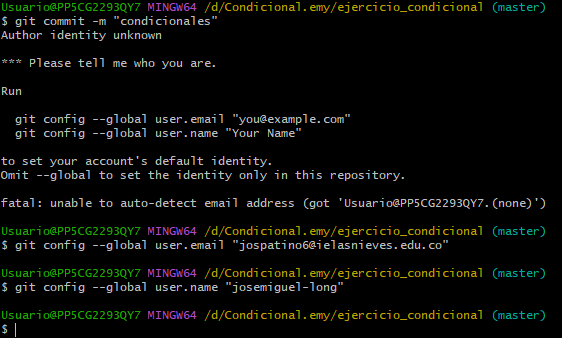 Usuario@PP5CG2293QY7 MINGW64 /d/Condicional.emy/ejercicio_condicional (master)
$ git commit -m "condicionales"
Author identity unknown
*** Please tell me who you are.
Run
git config --global user.email "you@example.com"
git config --global user.name "Your Name"
to set your account's default identity.
Omit --global to set the identity only in this repository.
fatal: unable to auto-detect email address (got 'Usuario@PP5CG2293QY7.(none)')
Usuario@PP5CG2293QY7 MINGW64 /d/Condicional.emy/ejercicio_condicional (master)
$ git config --global user.email "jospatino6@ielasnieves.edu.co"
Usuario@PP5CG2293QY7 MINGW64 /d/Condicional.emy/ejercicio_condicional (master)
$ git config --global user.name "josemiguel-long"
Usuario@PP5CG2293QY7 MINGW64 /d/Condicional.emy/ejercicio_condicional (master)
$